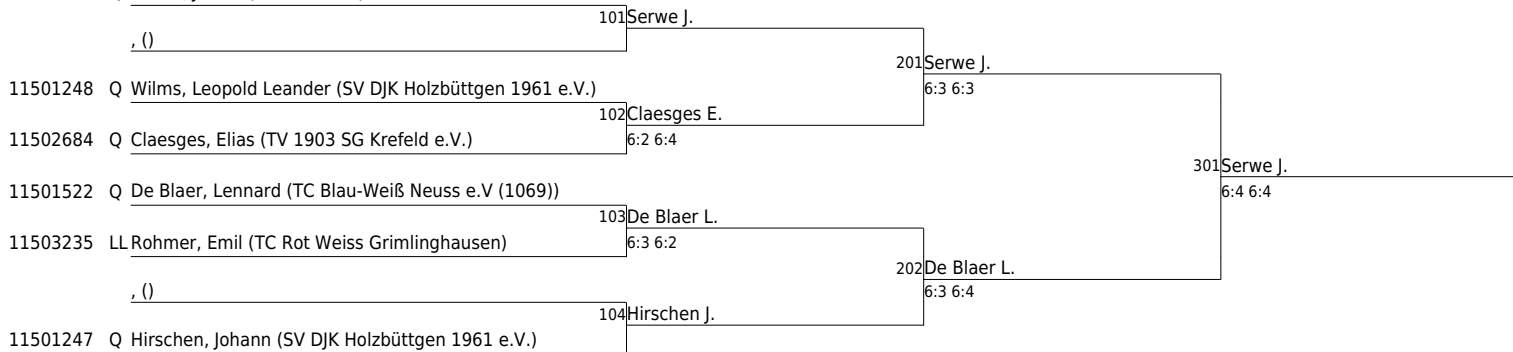 101 Serwe J.
, ()
201 Serwe J.
11501248 Q Wilms, Leopold Leander (SV DJK Holzbüttgen 1961 e.V.)
6:3 6:3
102 Claesges E.
11502684 Q Claesges, Elias (TV 1903 SG Krefeld e.V.)
6:2 6:4
301 Serwe J.
11501522 Q De Blaer, Lennard (TC Blau-Weiß Neuss e.V (1069))
6:4 6:4
103 De Blaer L.
11503235 LL Rohmer, Emil (TC Rot Weiss Grimlinghausen)
6:3 6:2
202 De Blaer L.
, ()
6:3 6:4
104 Hirschen J.
11501247 Q Hirschen, Johann (SV DJK Holzbüttgen 1961 e.V.)